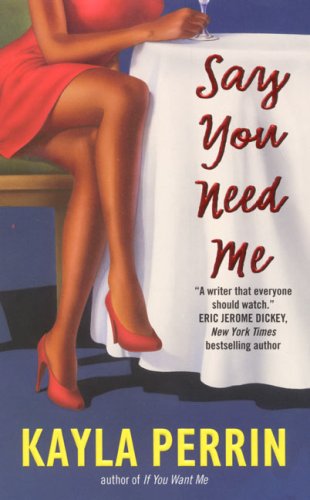 Say
You
Need
Me
"A writer that everyone
should watch."
ERIC JEROME DICKEY,
New York Times
bestselling author
KAYLA PERRIN
author of If You Want Me